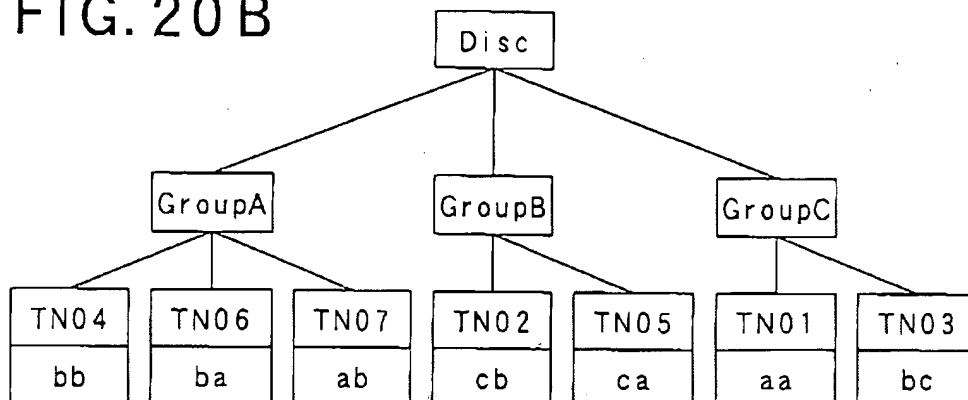 FIG. 20B
Disc
GroupA GroupB GroupC
TN04 TN06 TN07 TN02 TN05 TN01 TN03
bb ba ab cb ca aa bc